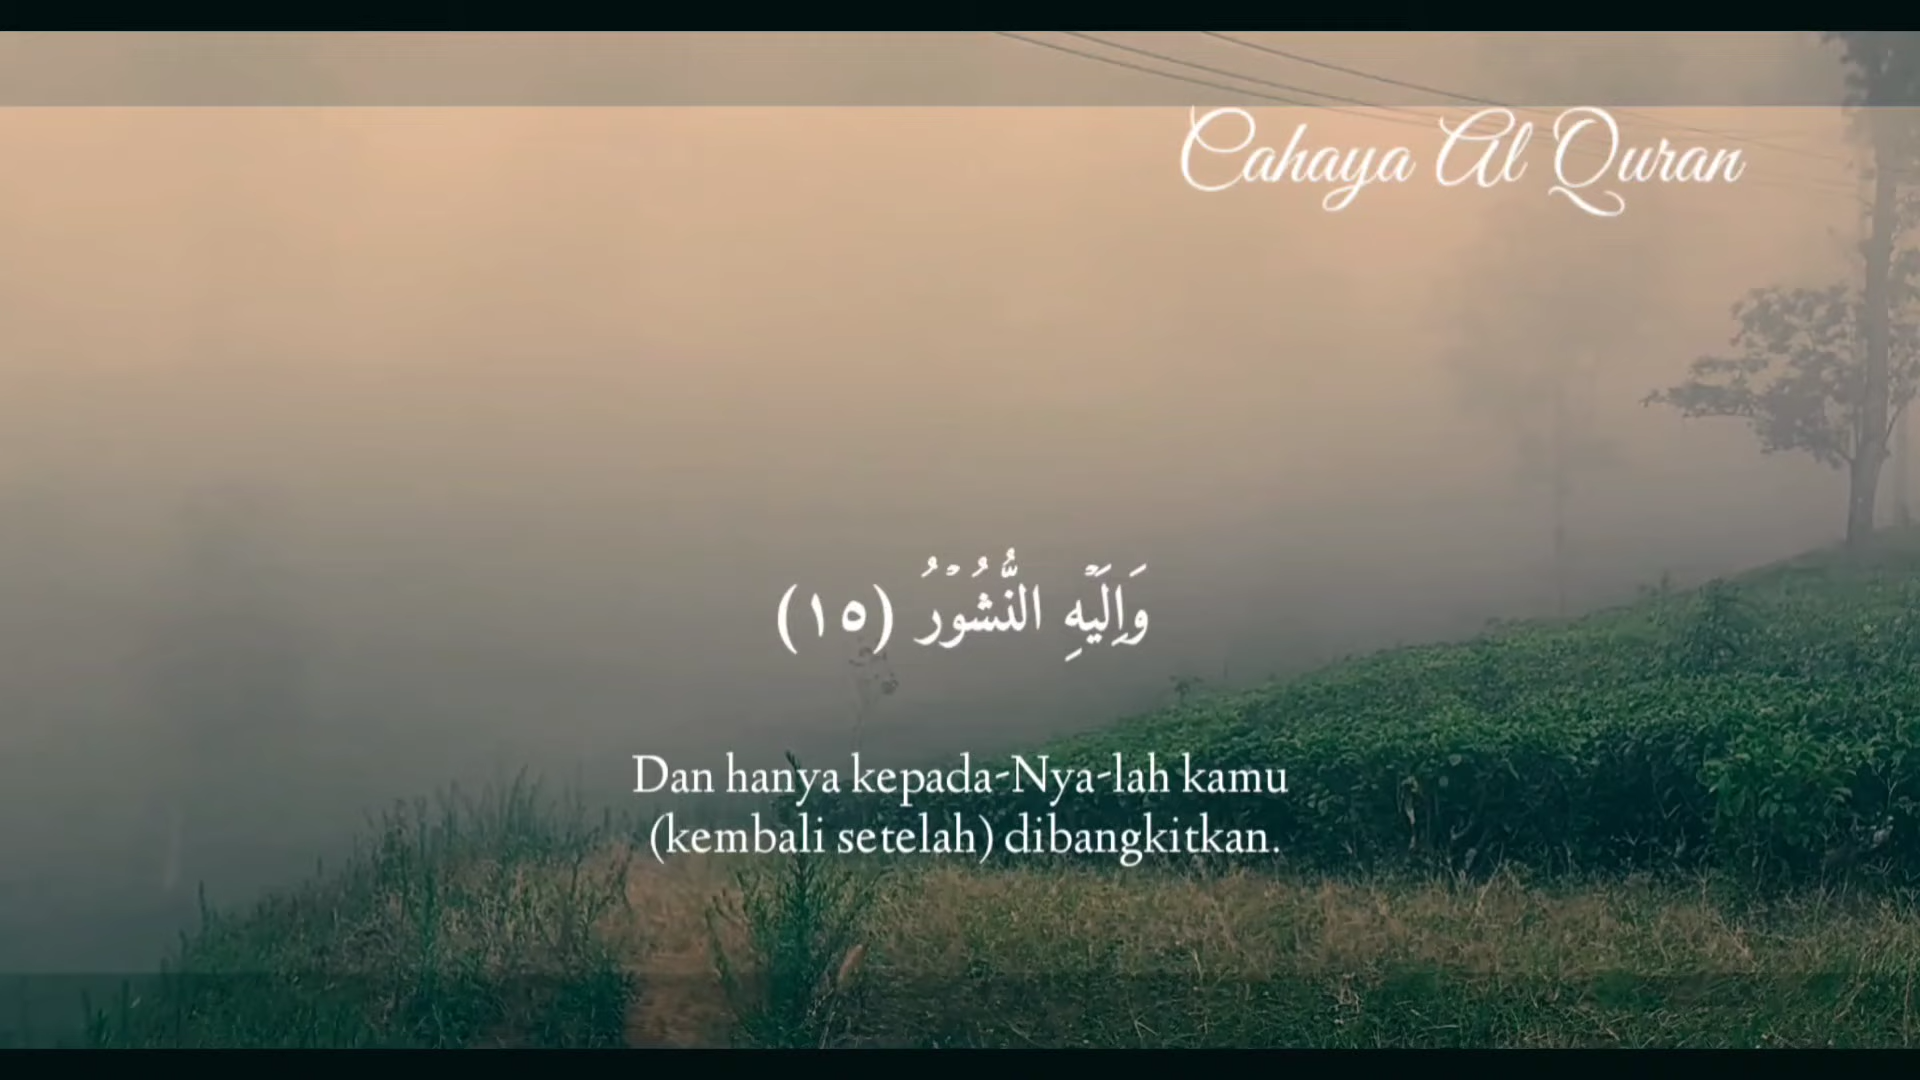 Cahaya Al Quran
وَاِلَيْهِ النُّشُوْرُ (١٥)
Dan hanya kepada-Nya-lah kamu
(kembali setelah) dibangkitkan.